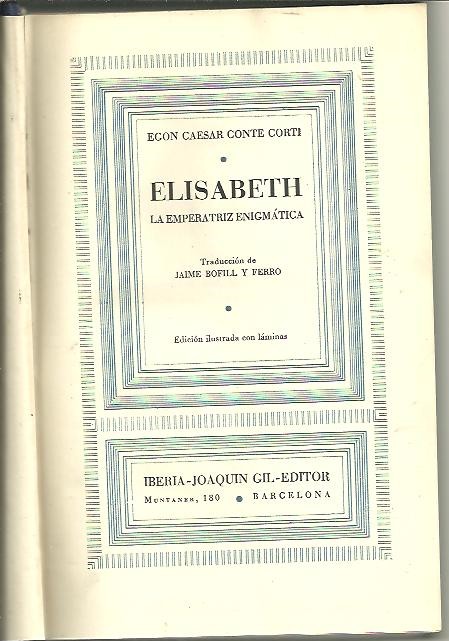 EGON CAESAR CONTE CORTI
ELISABETH
LA EMPERATRIZ ENIGMÁTICA
Traducción de
JAIME BOFILL Y FERRO
Edición ilustrada con láminas
IBERIA-JOAQUIN GIL-EDITOR
MUNTANER, 180 • BARCELONA